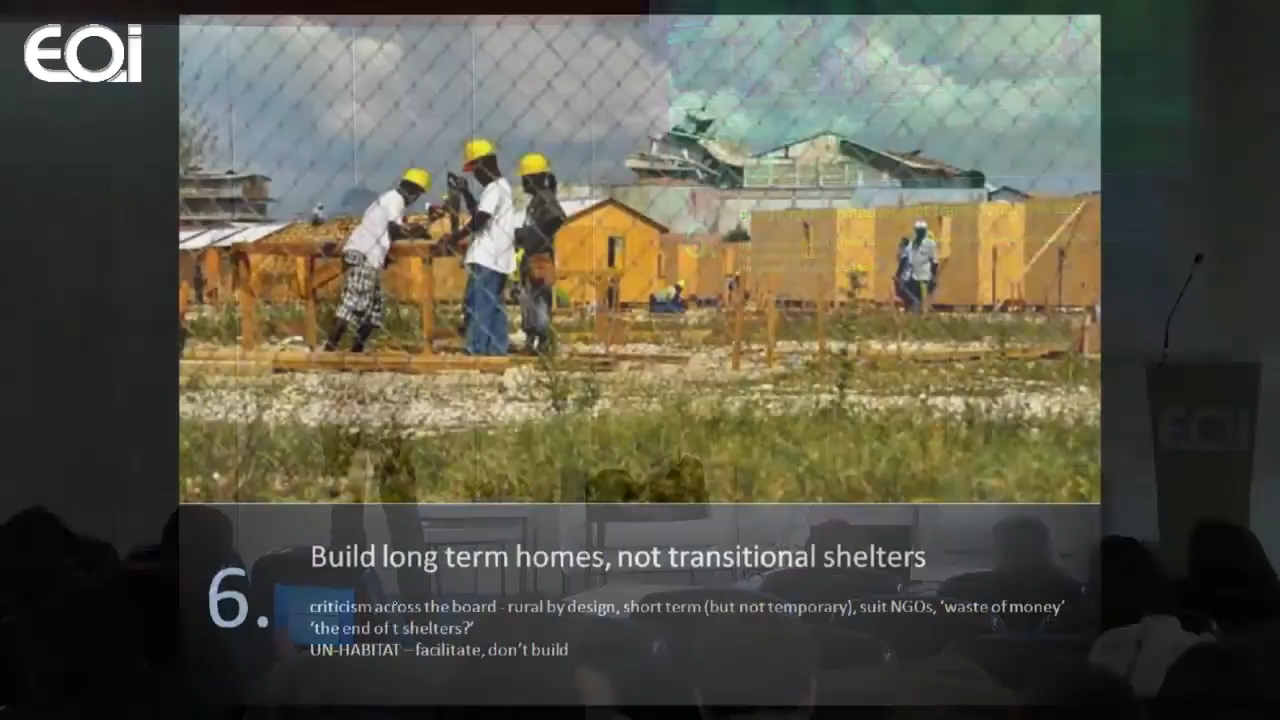 EOi
6.
Build long term homes, not transitional shelters
criticism across the board - rural by design, short term (but not temporary), suit NGOs, ‘waste of money’
‘the end of t shelters?’
UN-HABITAT – facilitate, don’t build
EOi